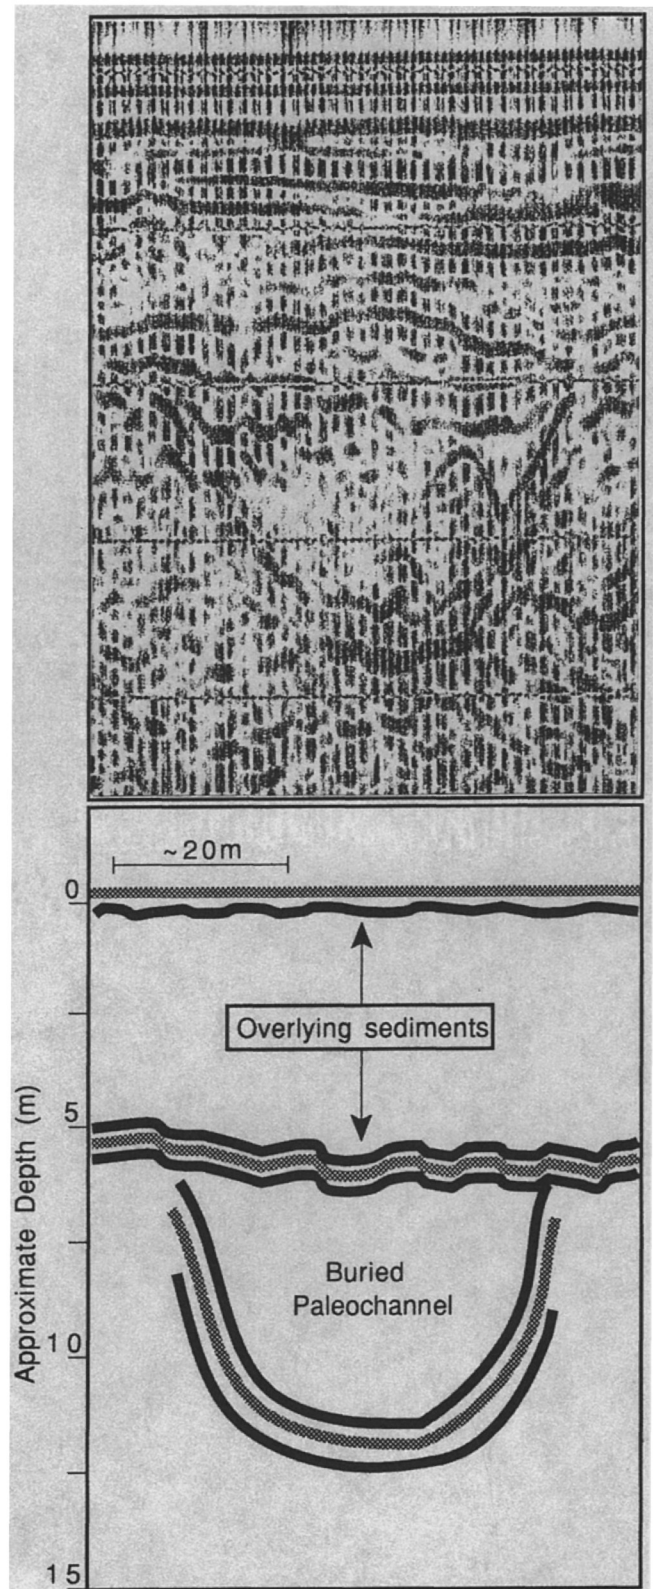 ~20m
0
Overlying sediments
5
Approximate Depth (m)
Buried
Paleochannel
10
15